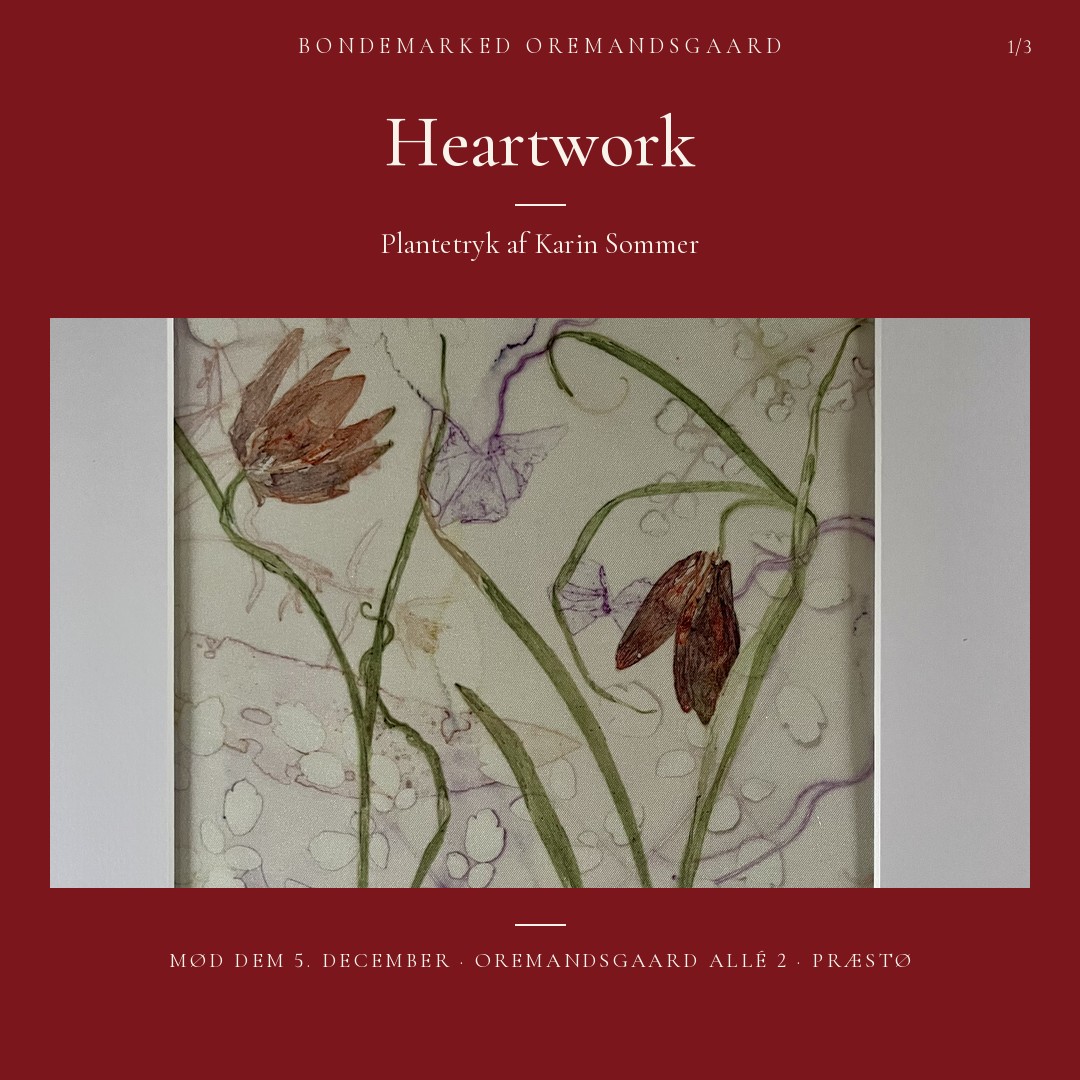 BONDEMARKED OREMANDSGAARD
1/3
Heartwork
Plantetryk af Karin Sommer
MØD DEM 5. DECEMBER · OREMANDSGAARD ALLÉ 2 · PRÆSTØ